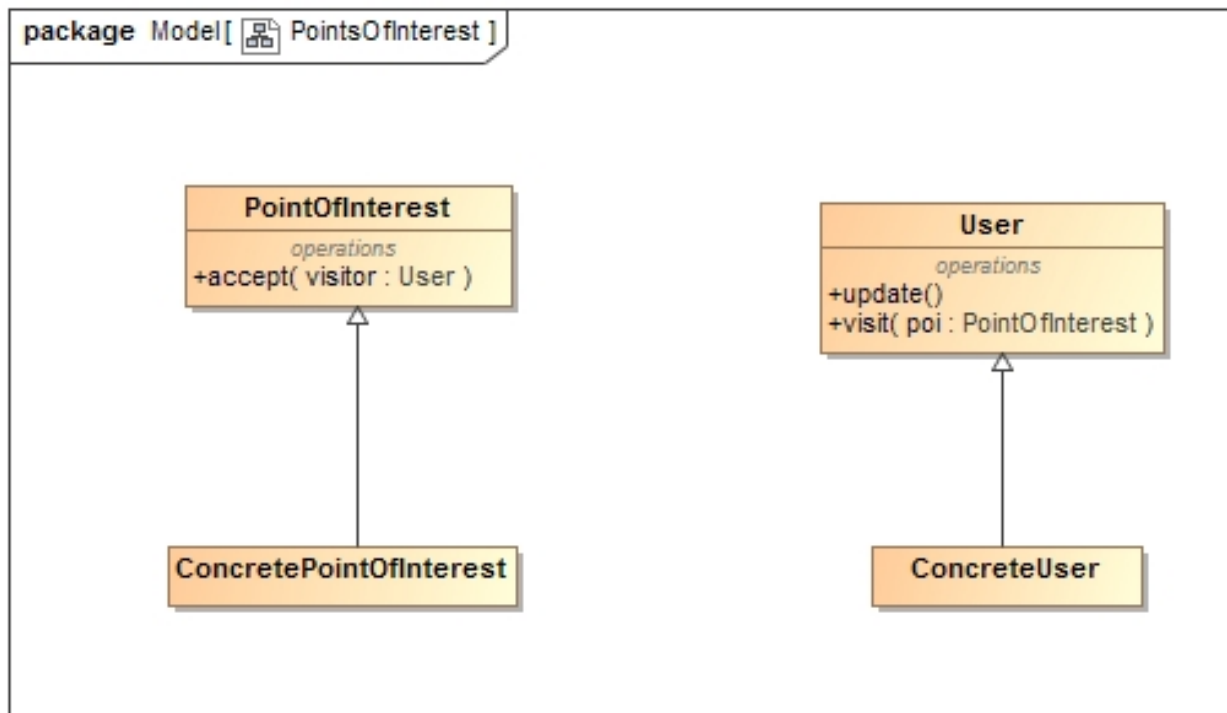 package Model[ PointsOfInterest ]
PointOfInterest
operations
+accept( visitor : User )
User
operations
+update()
+visit( poi : PointOfInterest )
ConcretePointOfInterest
ConcreteUser